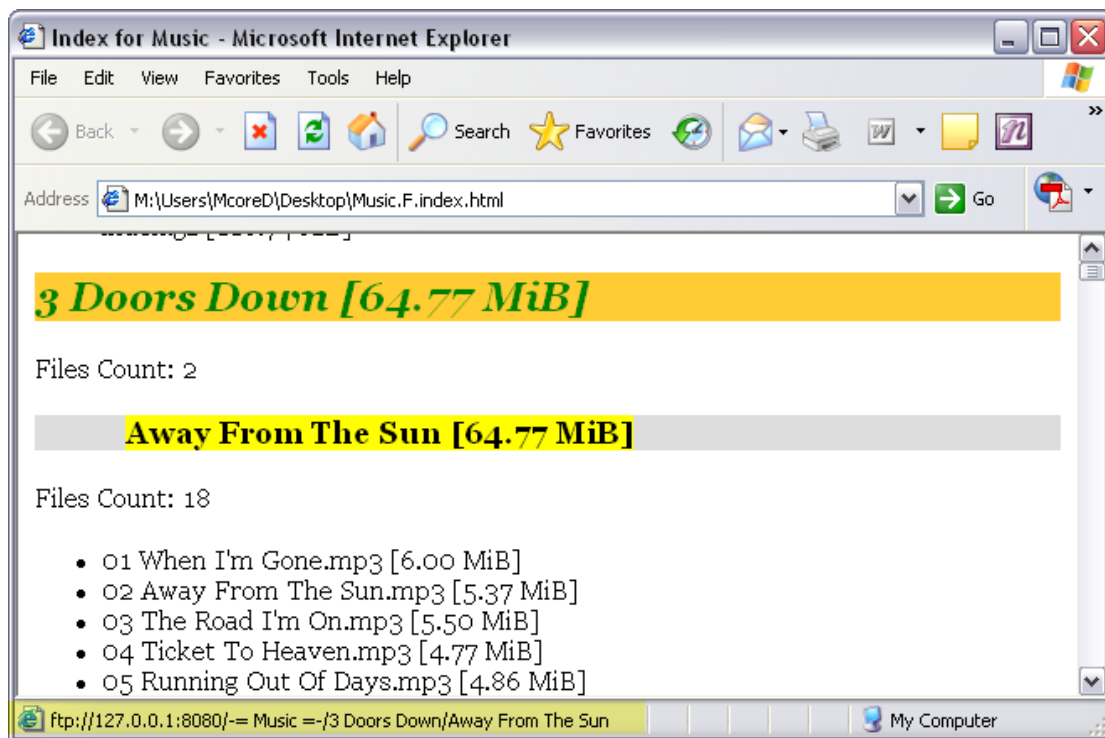 Index for Music - Microsoft Internet Explorer
File Edit View Favorites Tools Help
Back Search Favorites »
Address M:\Users\McoreD\Desktop\Music.F.index.html Go
3 Doors Down [64.77 MiB]
Files Count: 2
Away From The Sun [64.77 MiB]
Files Count: 18
• 01 When I'm Gone.mp3 [6.00 MiB]
• 02 Away From The Sun.mp3 [5.37 MiB]
• 03 The Road I'm On.mp3 [5.50 MiB]
• 04 Ticket To Heaven.mp3 [4.77 MiB]
• 05 Running Out Of Days.mp3 [4.86 MiB]
ftp://127.0.0.1:8080/-= Music =-/3 Doors Down/Away From The Sun My Computer